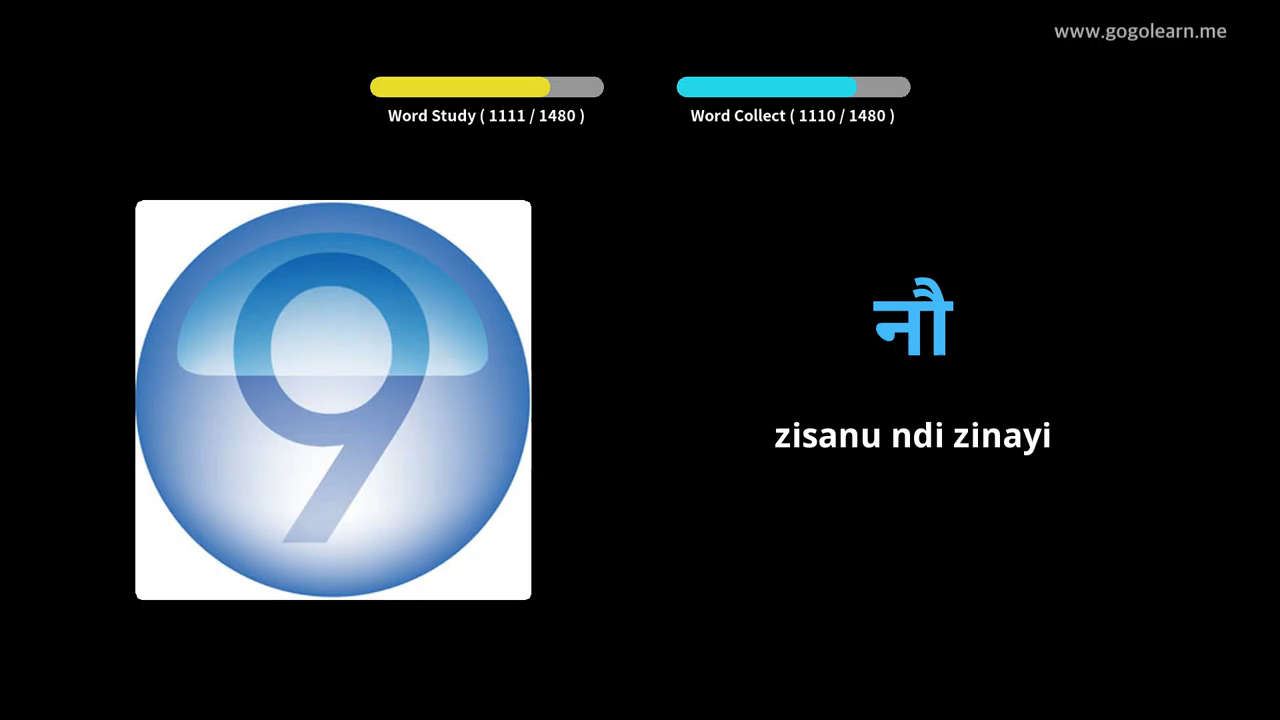 www.gogolearn.me
Word Study ( 1111 / 1480 )
Word Collect ( 1110 / 1480 )
9
नौ
zisanu ndi zinayi